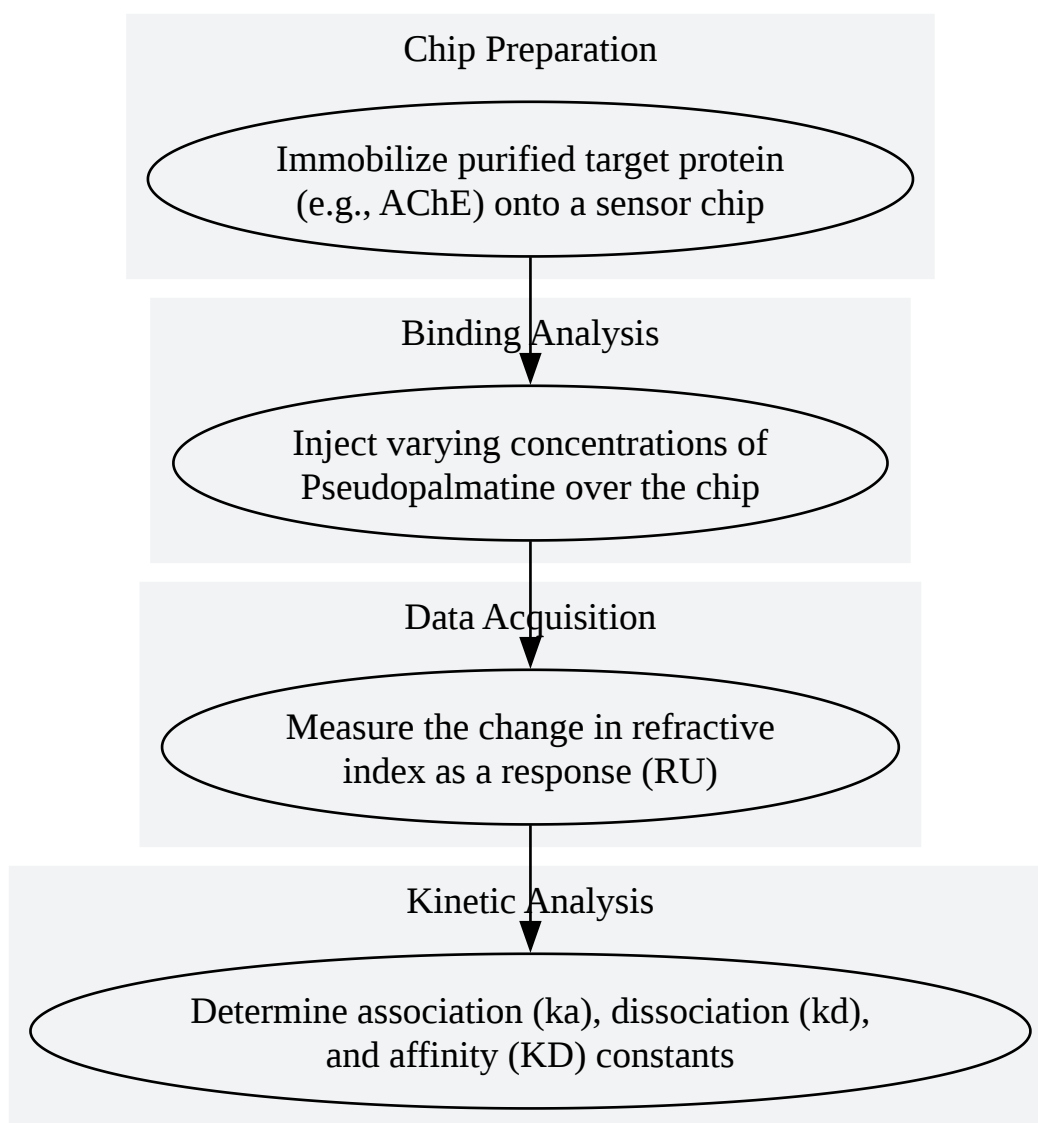 Chip Preparation
Immobilize purified target protein
(e.g., AChE) onto a sensor chip
Binding Analysis
Inject varying concentrations of
Pseudopalmatine over the chip
Data Acquisition
Measure the change in refractive
index as a response (RU)
Kinetic Analysis
Determine association (ka), dissociation (kd),
and affinity (KD) constants